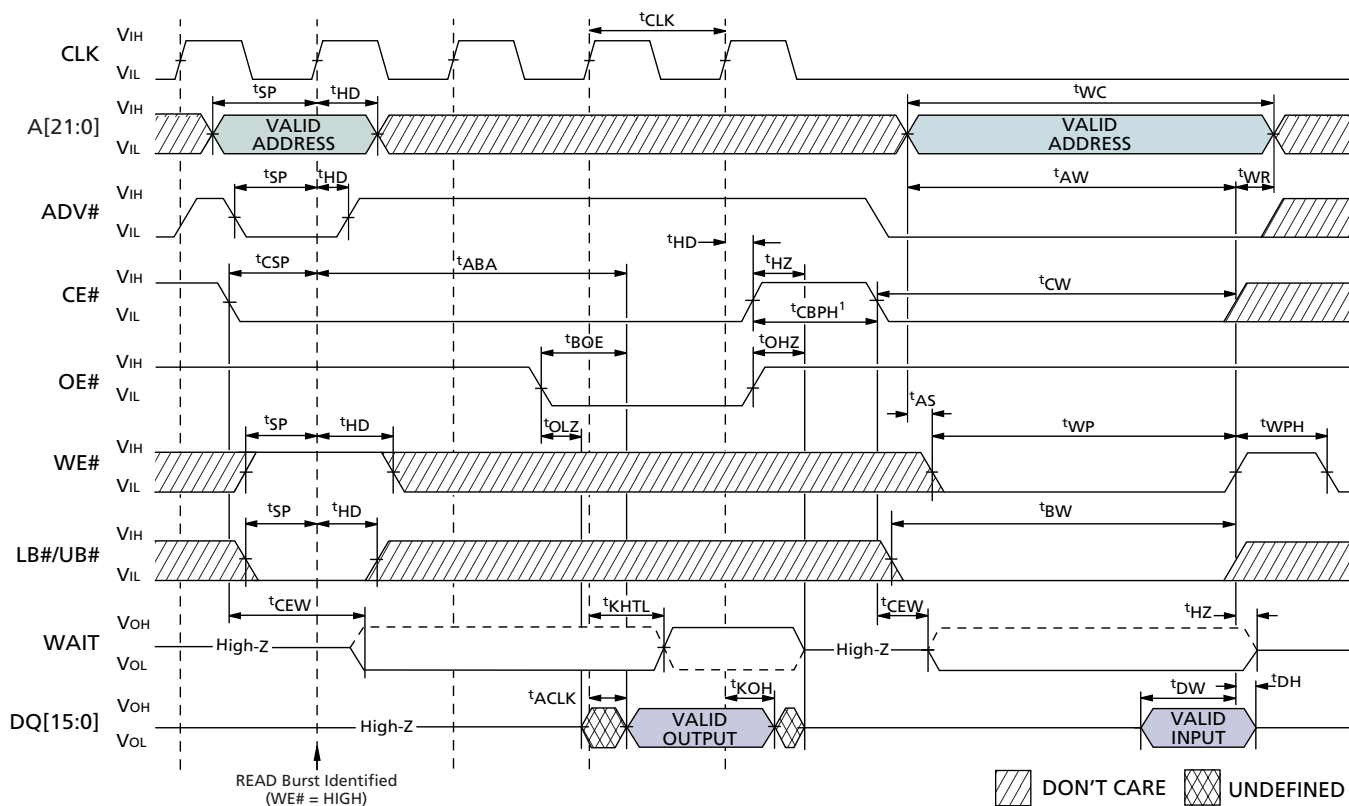 tCLK
CLK
VIH
VIL
tSP
tHD
tWC
A[21:0]
VIH
VIL
VALID ADDRESS
VALID ADDRESS
tSP
tHD
tAW
tWR
ADV#
VIH
VIL
tHD
tCSP
tABA
tHZ
tCW
CE#
VIH
VIL
tCBPH1
tBOE
tOHZ
OE#
VIH
VIL
tAS
tSP
tHD
tOLZ
tWP
tWPH
WE#
VIH
VIL
tSP
tHD
tBW
LB#/UB#
VIH
VIL
tCEW
tKHTL
tCEW
tHZ
WAIT
VOH
VOL
High-Z
High-Z
tACLK
tKOH
tDW
tDH
DQ[15:0]
VOH
VOL
High-Z
VALID OUTPUT
VALID INPUT
READ Burst Identified
(WE# = HIGH)
DON'T CARE
UNDEFINED